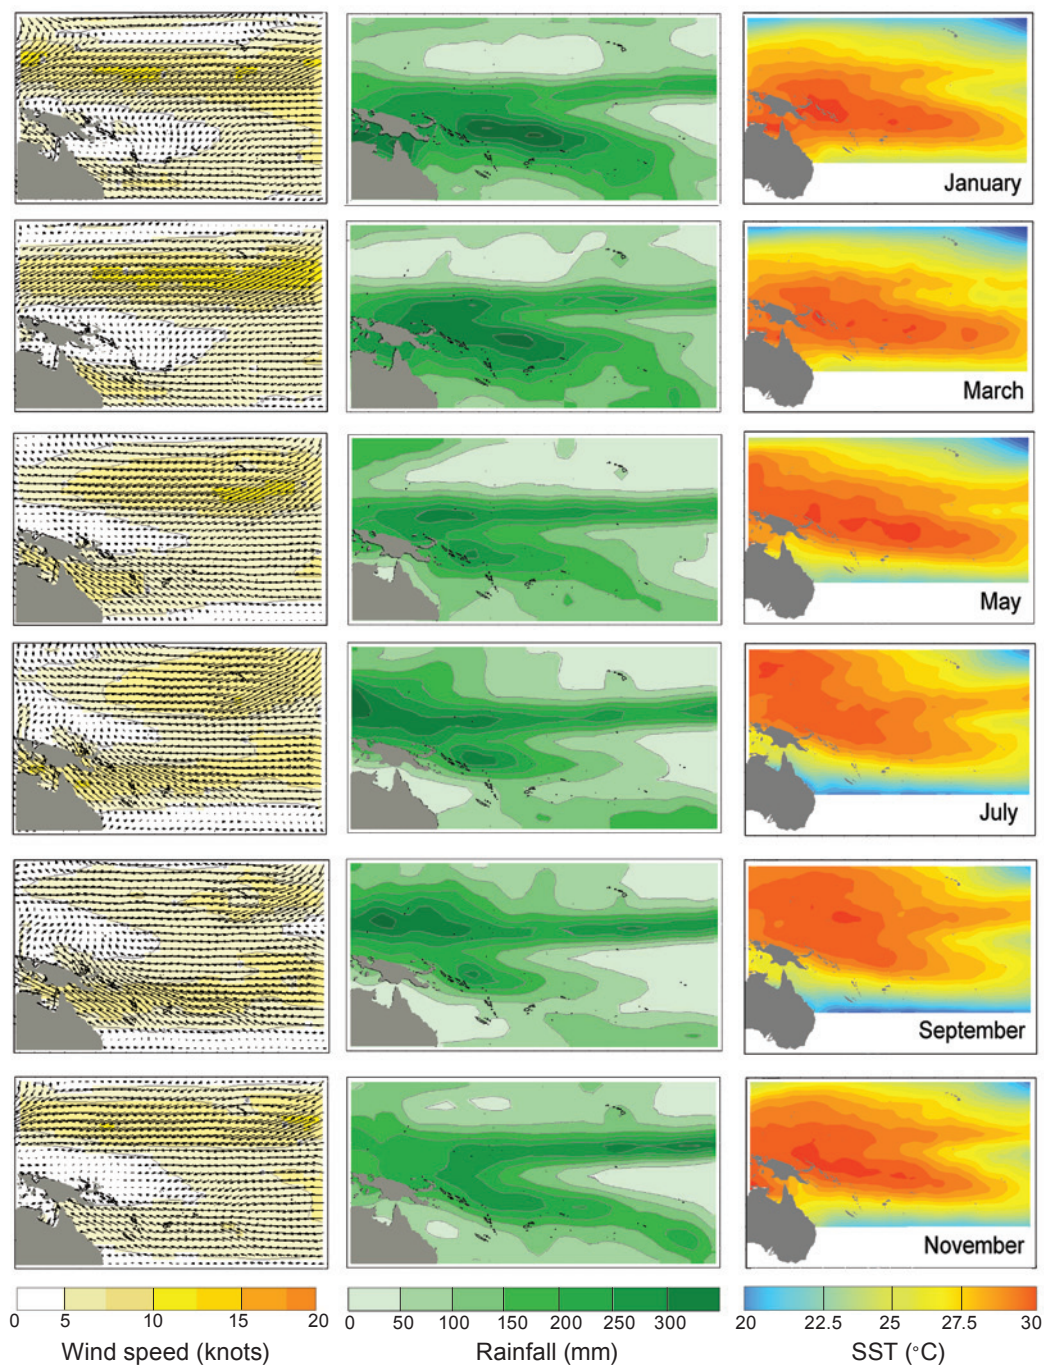 January
March
May
July
September
November
0 5 10 15 20
Wind speed (knots)
0 50 100 150 200 250 300
Rainfall (mm)
20 22.5 25 27.5 30
SST (°C)